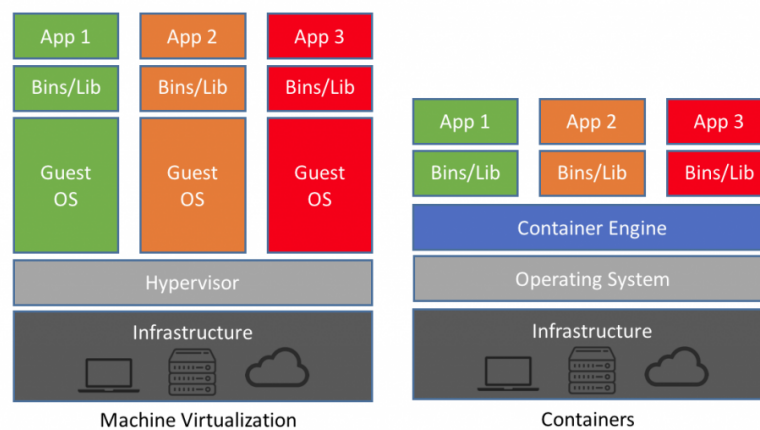 App 1
App 2
App 3
Bins/Lib
Bins/Lib
Bins/Lib
Guest
OS
Guest
OS
Guest
OS
Hypervisor
Infrastructure
Machine Virtualization
App 1
App 2
App 3
Bins/Lib
Bins/Lib
Bins/Lib
Container Engine
Operating System
Infrastructure
Containers